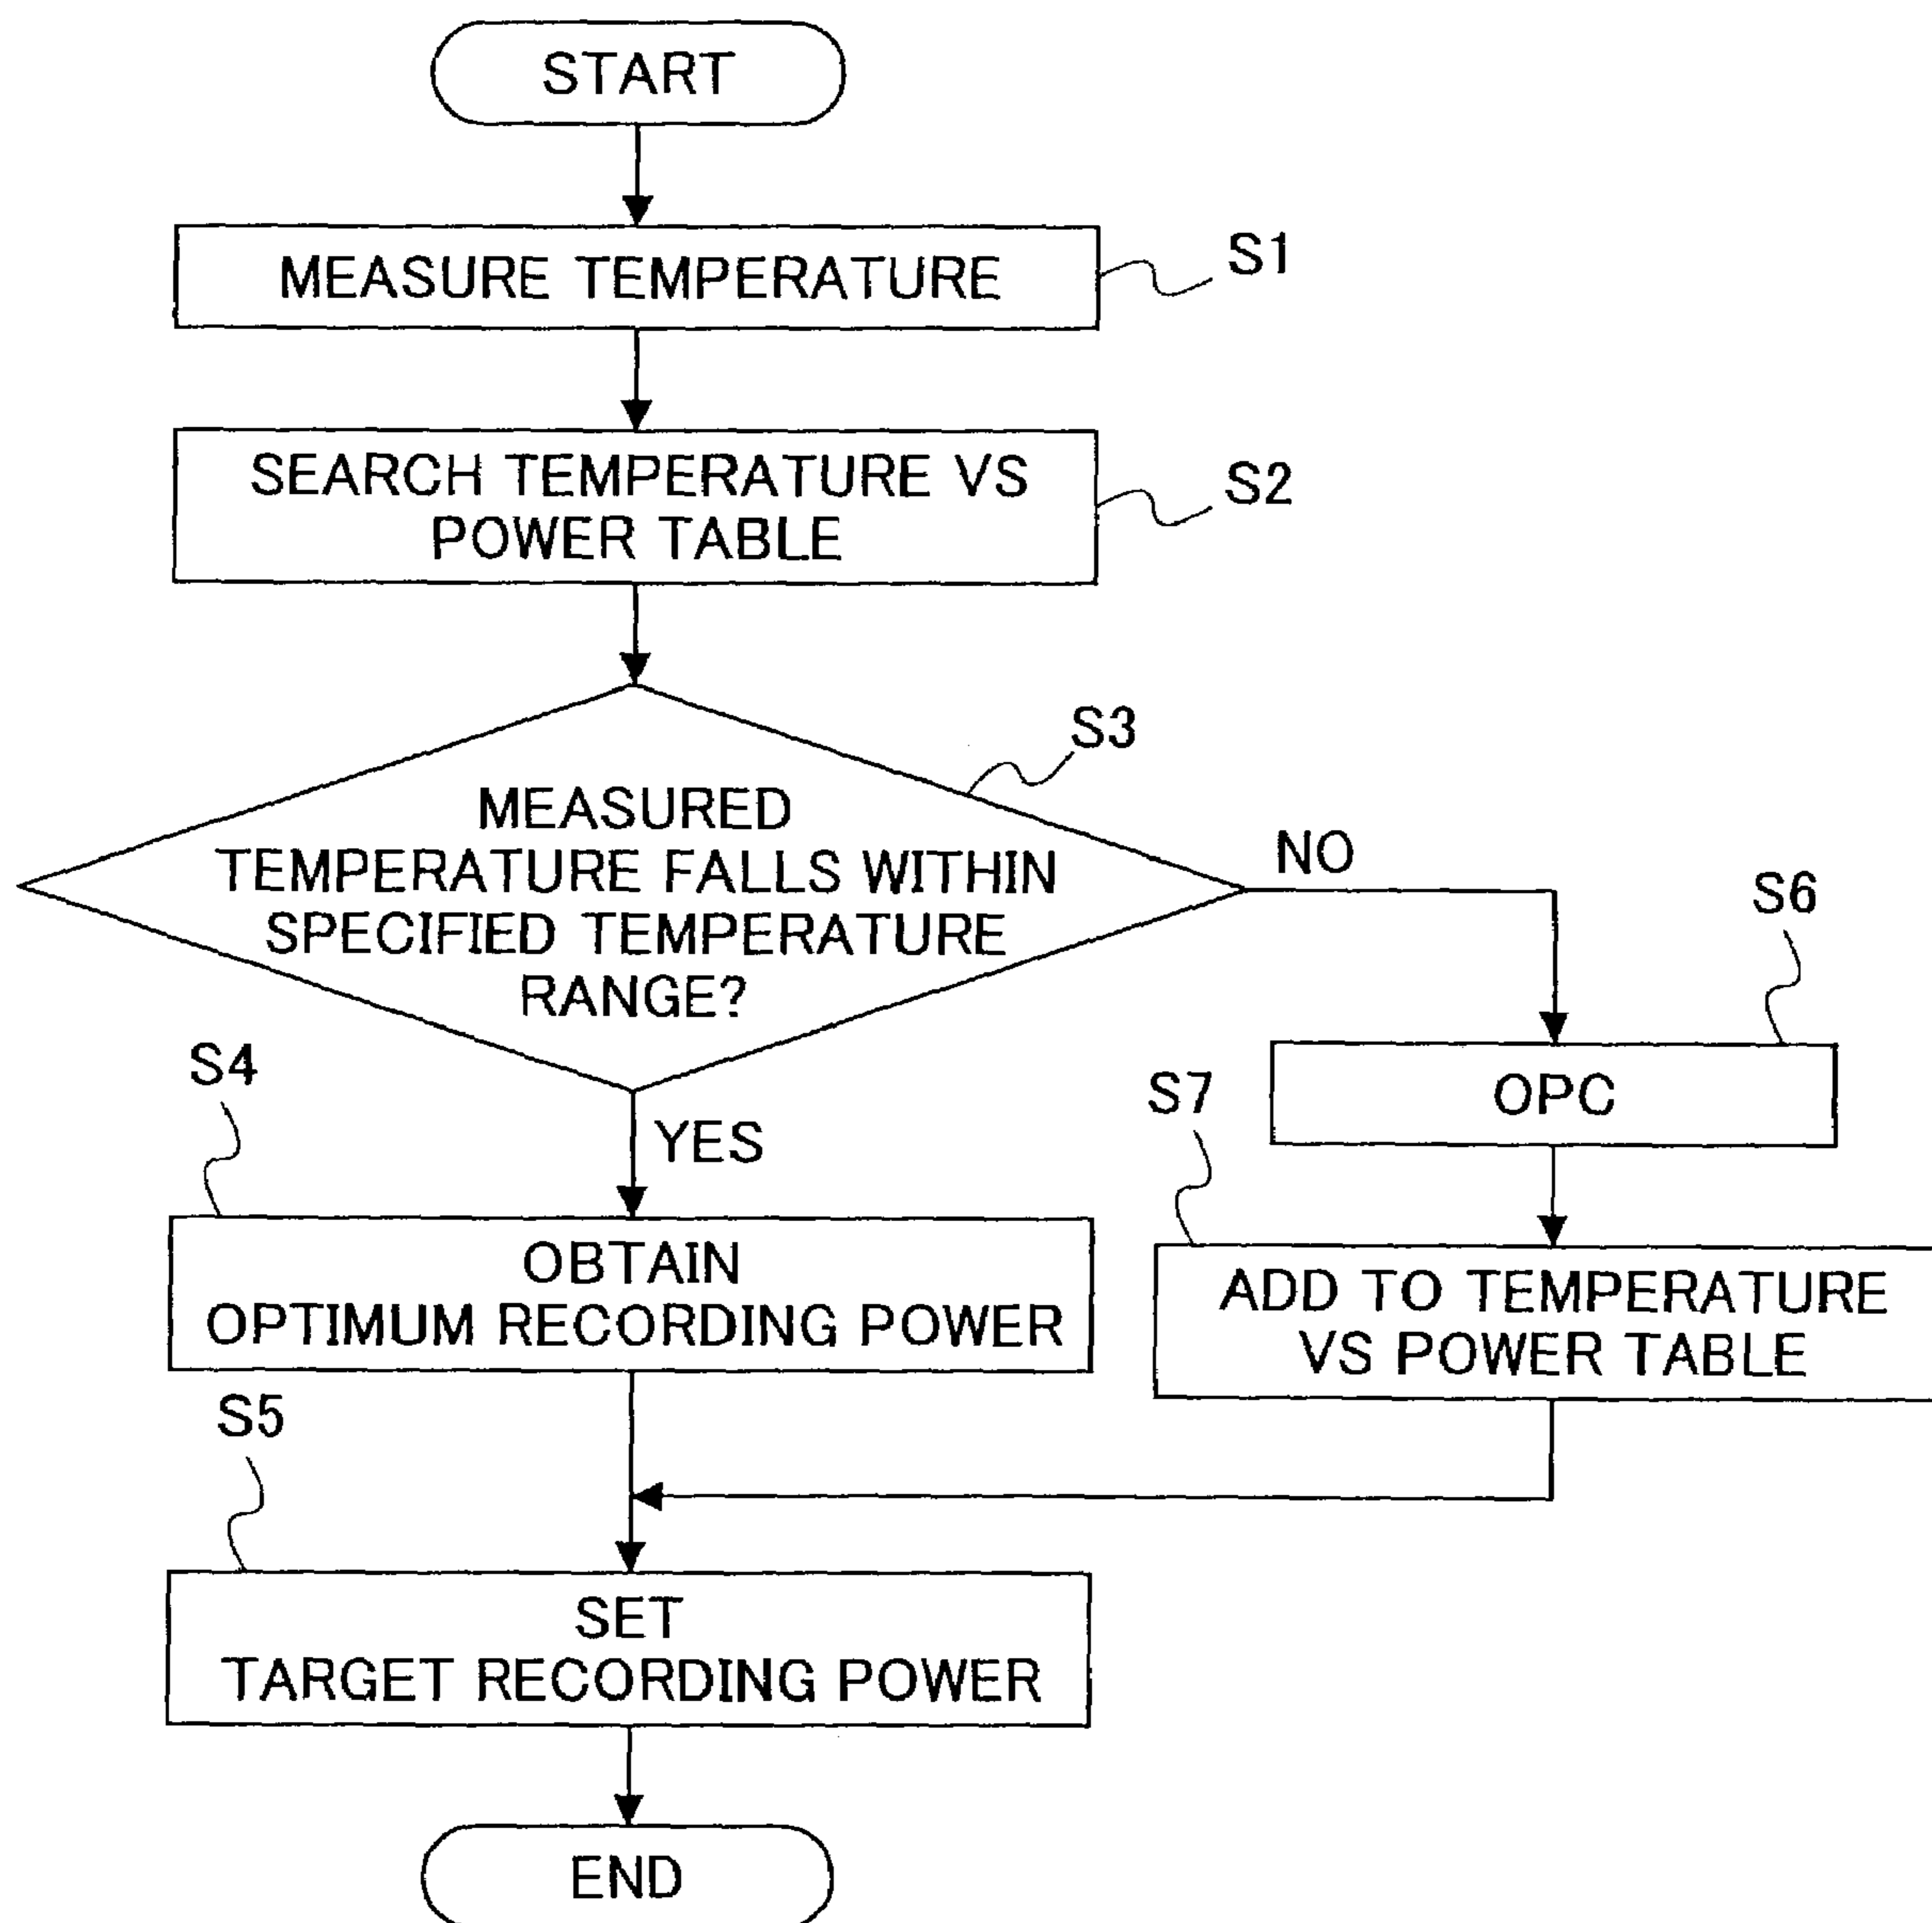 START
MEASURE TEMPERATURE
S1
SEARCH TEMPERATURE VS
POWER TABLE
S2
S3
MEASURED
TEMPERATURE FALLS WITHIN
SPECIFIED TEMPERATURE
RANGE?
NO
S6
OPC
S4
YES
S7
OBTAIN
OPTIMUM RECORDING POWER
ADD TO TEMPERATURE
VS POWER TABLE
S5
SET
TARGET RECORDING POWER
END